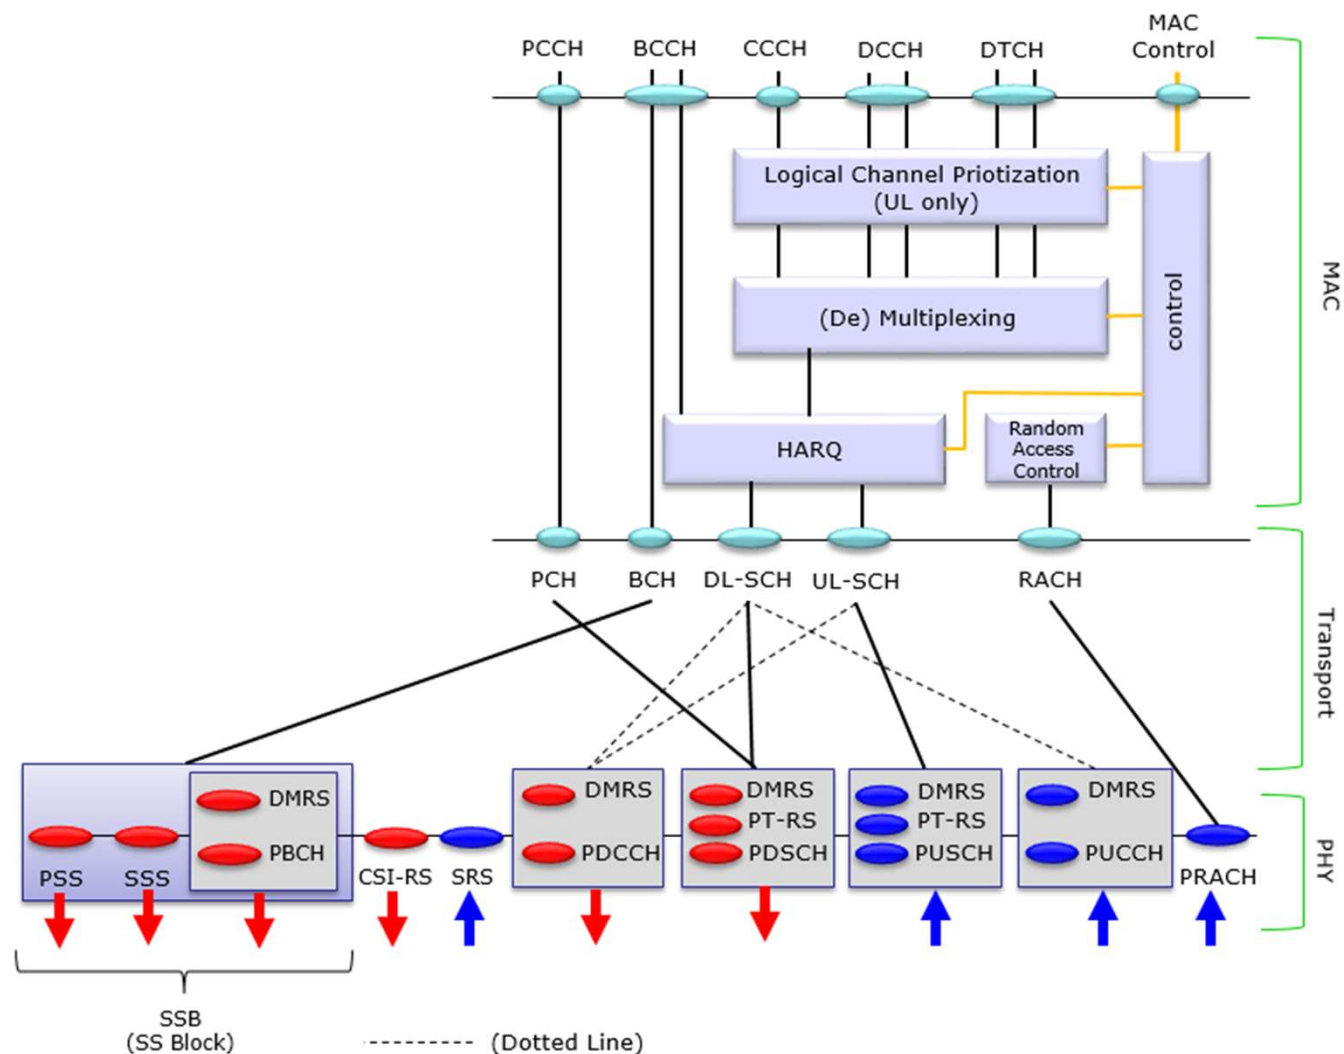 PCCH BCCH CCCH DCCH DTCH MAC
Control
Logical Channel Priotization
(UL only)
(De) Multiplexing
control
MAC
HARQ
Random
Access
Control
PCH BCH DL-SCH UL-SCH RACH
Transport
DMRS DMRS DMRS DMRS DMRS
PT-RS PT-RS
PBCH PDCCH PDSCH PUSCH PUCCH
PHY
PSS SSS CSI-RS SRS PRACH
SSB
(SS Block)
(Dotted Line)